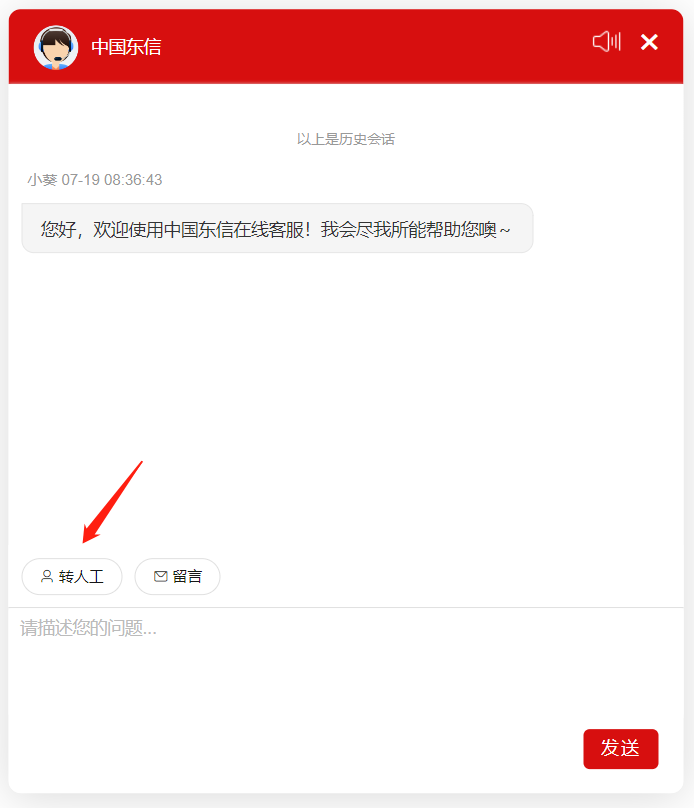 中国东信
以上是历史会话
小葵 07-19 08:36:43
您好，欢迎使用中国东信在线客服！我会尽我所能帮助您噢～
转人工
留言
请描述您的问题...
发送